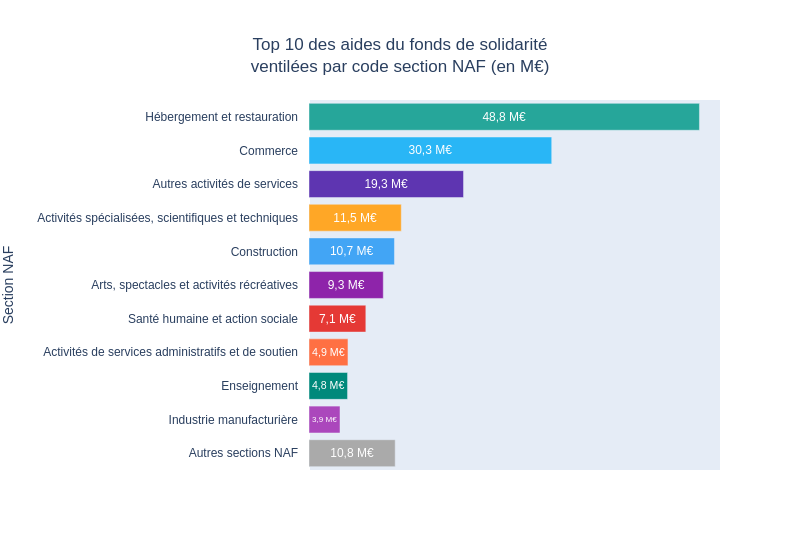 Top 10 des aides du fonds de solidarité
ventilées par code section NAF (en M€)
Section NAF
Hébergement et restauration 48,8 M€
Commerce 30,3 M€
Autres activités de services 19,3 M€
Activités spécialisées, scientifiques et techniques 11,5 M€
Construction 10,7 M€
Arts, spectacles et activités récréatives 9,3 M€
Santé humaine et action sociale 7,1 M€
Activités de services administratifs et de soutien 4,9 M€
Enseignement 4,8 M€
Industrie manufacturière 3,9 M€
Autres sections NAF 10,8 M€